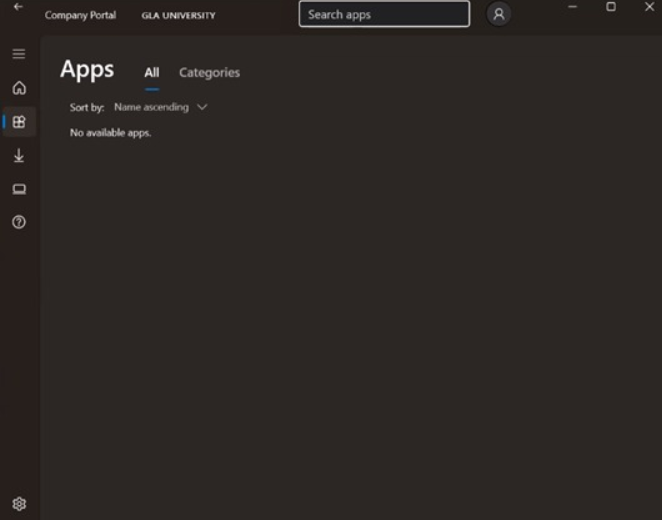 Company Portal GLA UNIVERSITY Search apps
Apps All Categories
Sort by: Name ascending
No available apps.